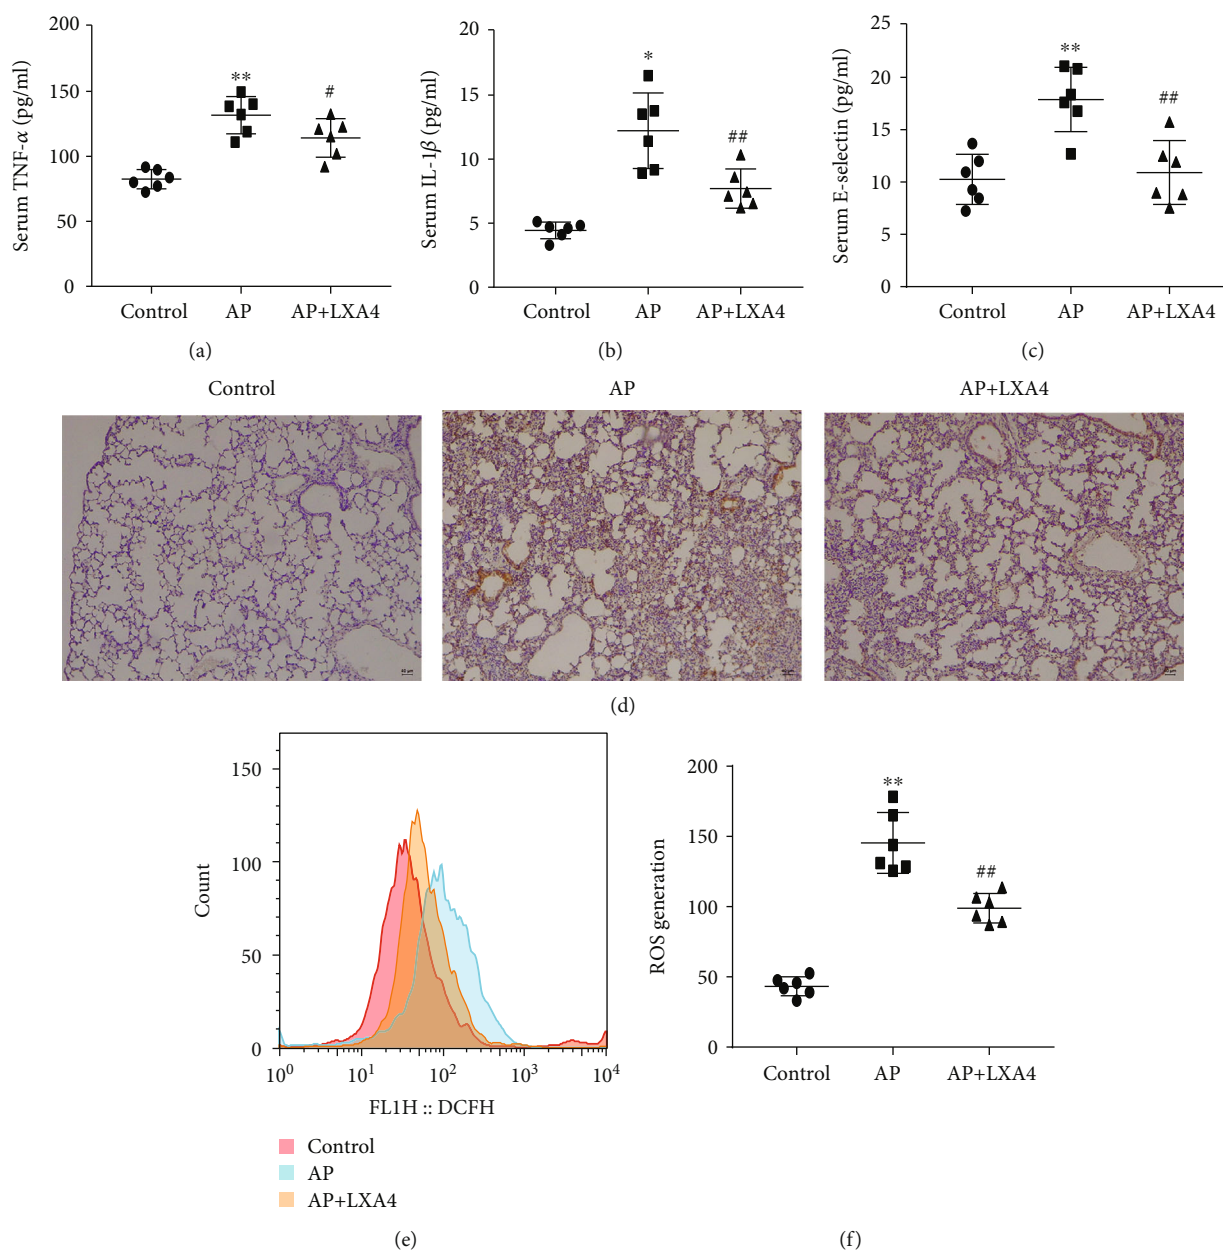 Serum TNF-α (pg/ml)
200
150
100
50
0
**
#
Control AP AP+LXA4
(a)
Serum IL-1β (pg/ml)
20
15
10
5
0
*
##
Control AP AP+LXA4
(b)
Serum E-selectin (pg/ml)
25
20
15
10
5
0
**
##
Control AP AP+LXA4
(c)
Control AP AP+LXA4
(d)
Count
150
100
50
0
10⁰ 10¹ 10² 10³ 10⁴
FL1H :: DCFH
Control
AP
AP+LXA4
(e)
ROS generation
200
150
100
50
0
**
##
Control AP AP+LXA4
(f)